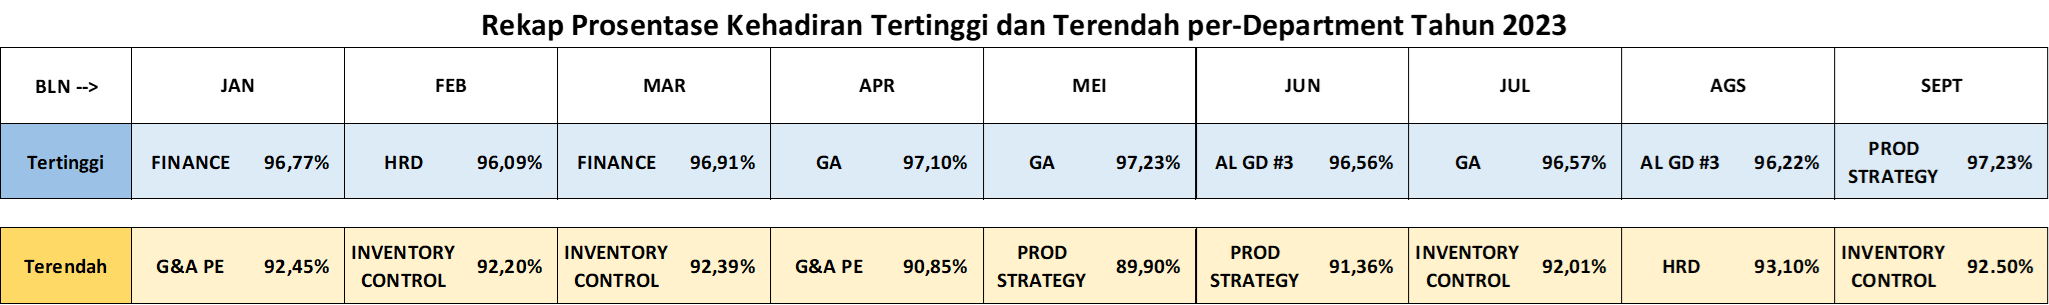 Rekap Prosentase Kehadiran Tertinggi dan Terendah per-Department Tahun 2023
BLN --> JAN FEB MAR APR MEI JUN JUL AGS SEPT
Tertinggi FINANCE 96,77% HRD 96,09% FINANCE 96,91% GA 97,10% GA 97,23% AL GD #3 96,56% GA 96,57% AL GD #3 96,22% PROD STRATEGY 97,23%
Terendah G&A PE 92,45% INVENTORY CONTROL 92,20% INVENTORY CONTROL 92,39% G&A PE 90,85% PROD STRATEGY 89,90% PROD STRATEGY 91,36% INVENTORY CONTROL 92,01% HRD 93,10% INVENTORY CONTROL 92.50%